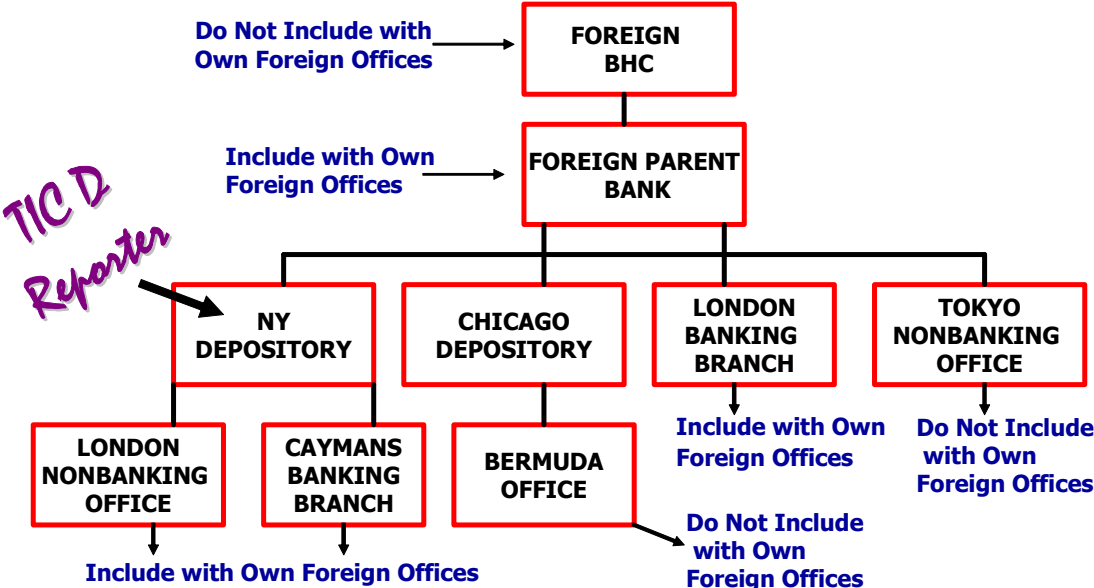 Do Not Include with
Own Foreign Offices
FOREIGN
BHC
Include with Own
Foreign Offices
FOREIGN PARENT
BANK
TIC D
Reporter
NY
DEPOSITORY
CHICAGO
DEPOSITORY
LONDON
BANKING
BRANCH
TOKYO
NONBANKING
OFFICE
Include with Own
Foreign Offices
Do Not Include
with Own
Foreign Offices
LONDON
NONBANKING
OFFICE
CAYMANS
BANKING
BRANCH
BERMUDA
OFFICE
Include with Own Foreign Offices
Do Not Include
with Own
Foreign Offices